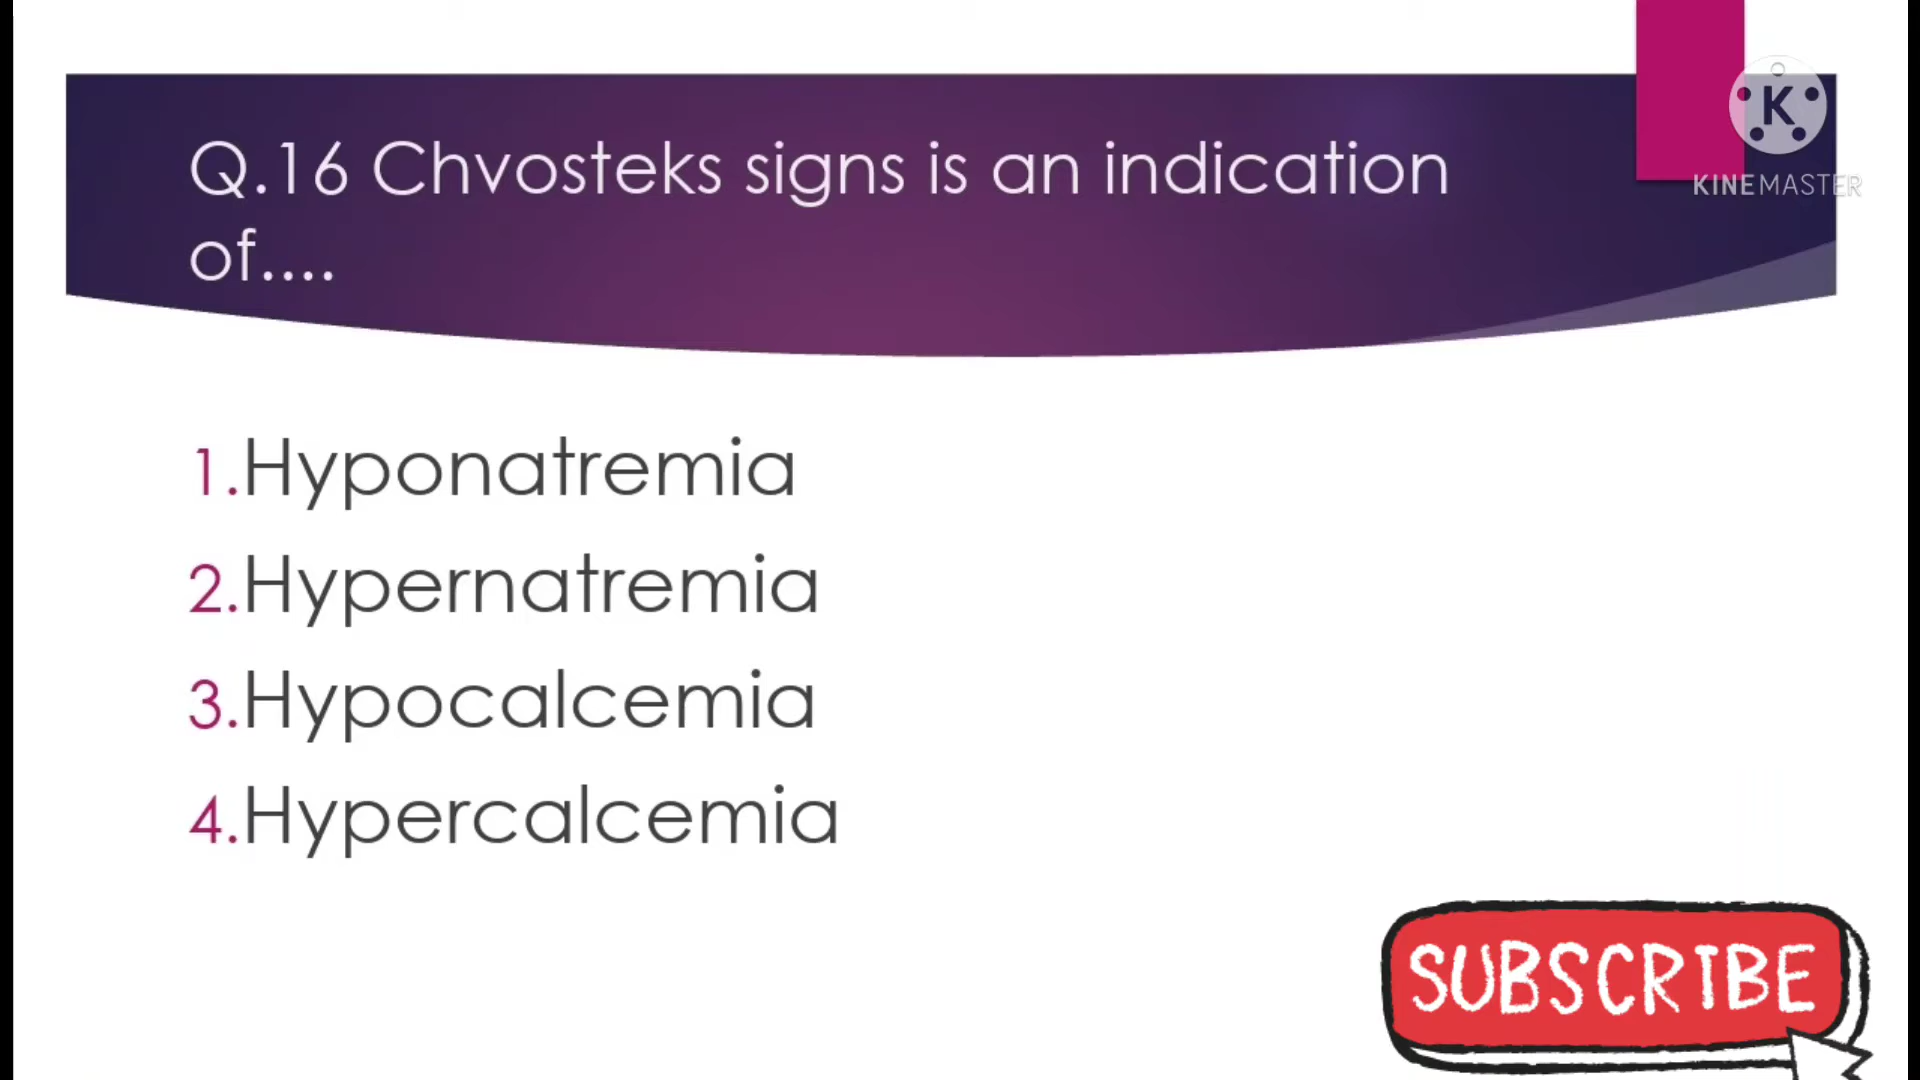 Q.16 Chvosteks signs is an indication
of....
K
KINEMASTER
1.Hyponatremia
2.Hypernatremia
3.Hypocalcemia
4.Hypercalcemia
SUBSCRIBE